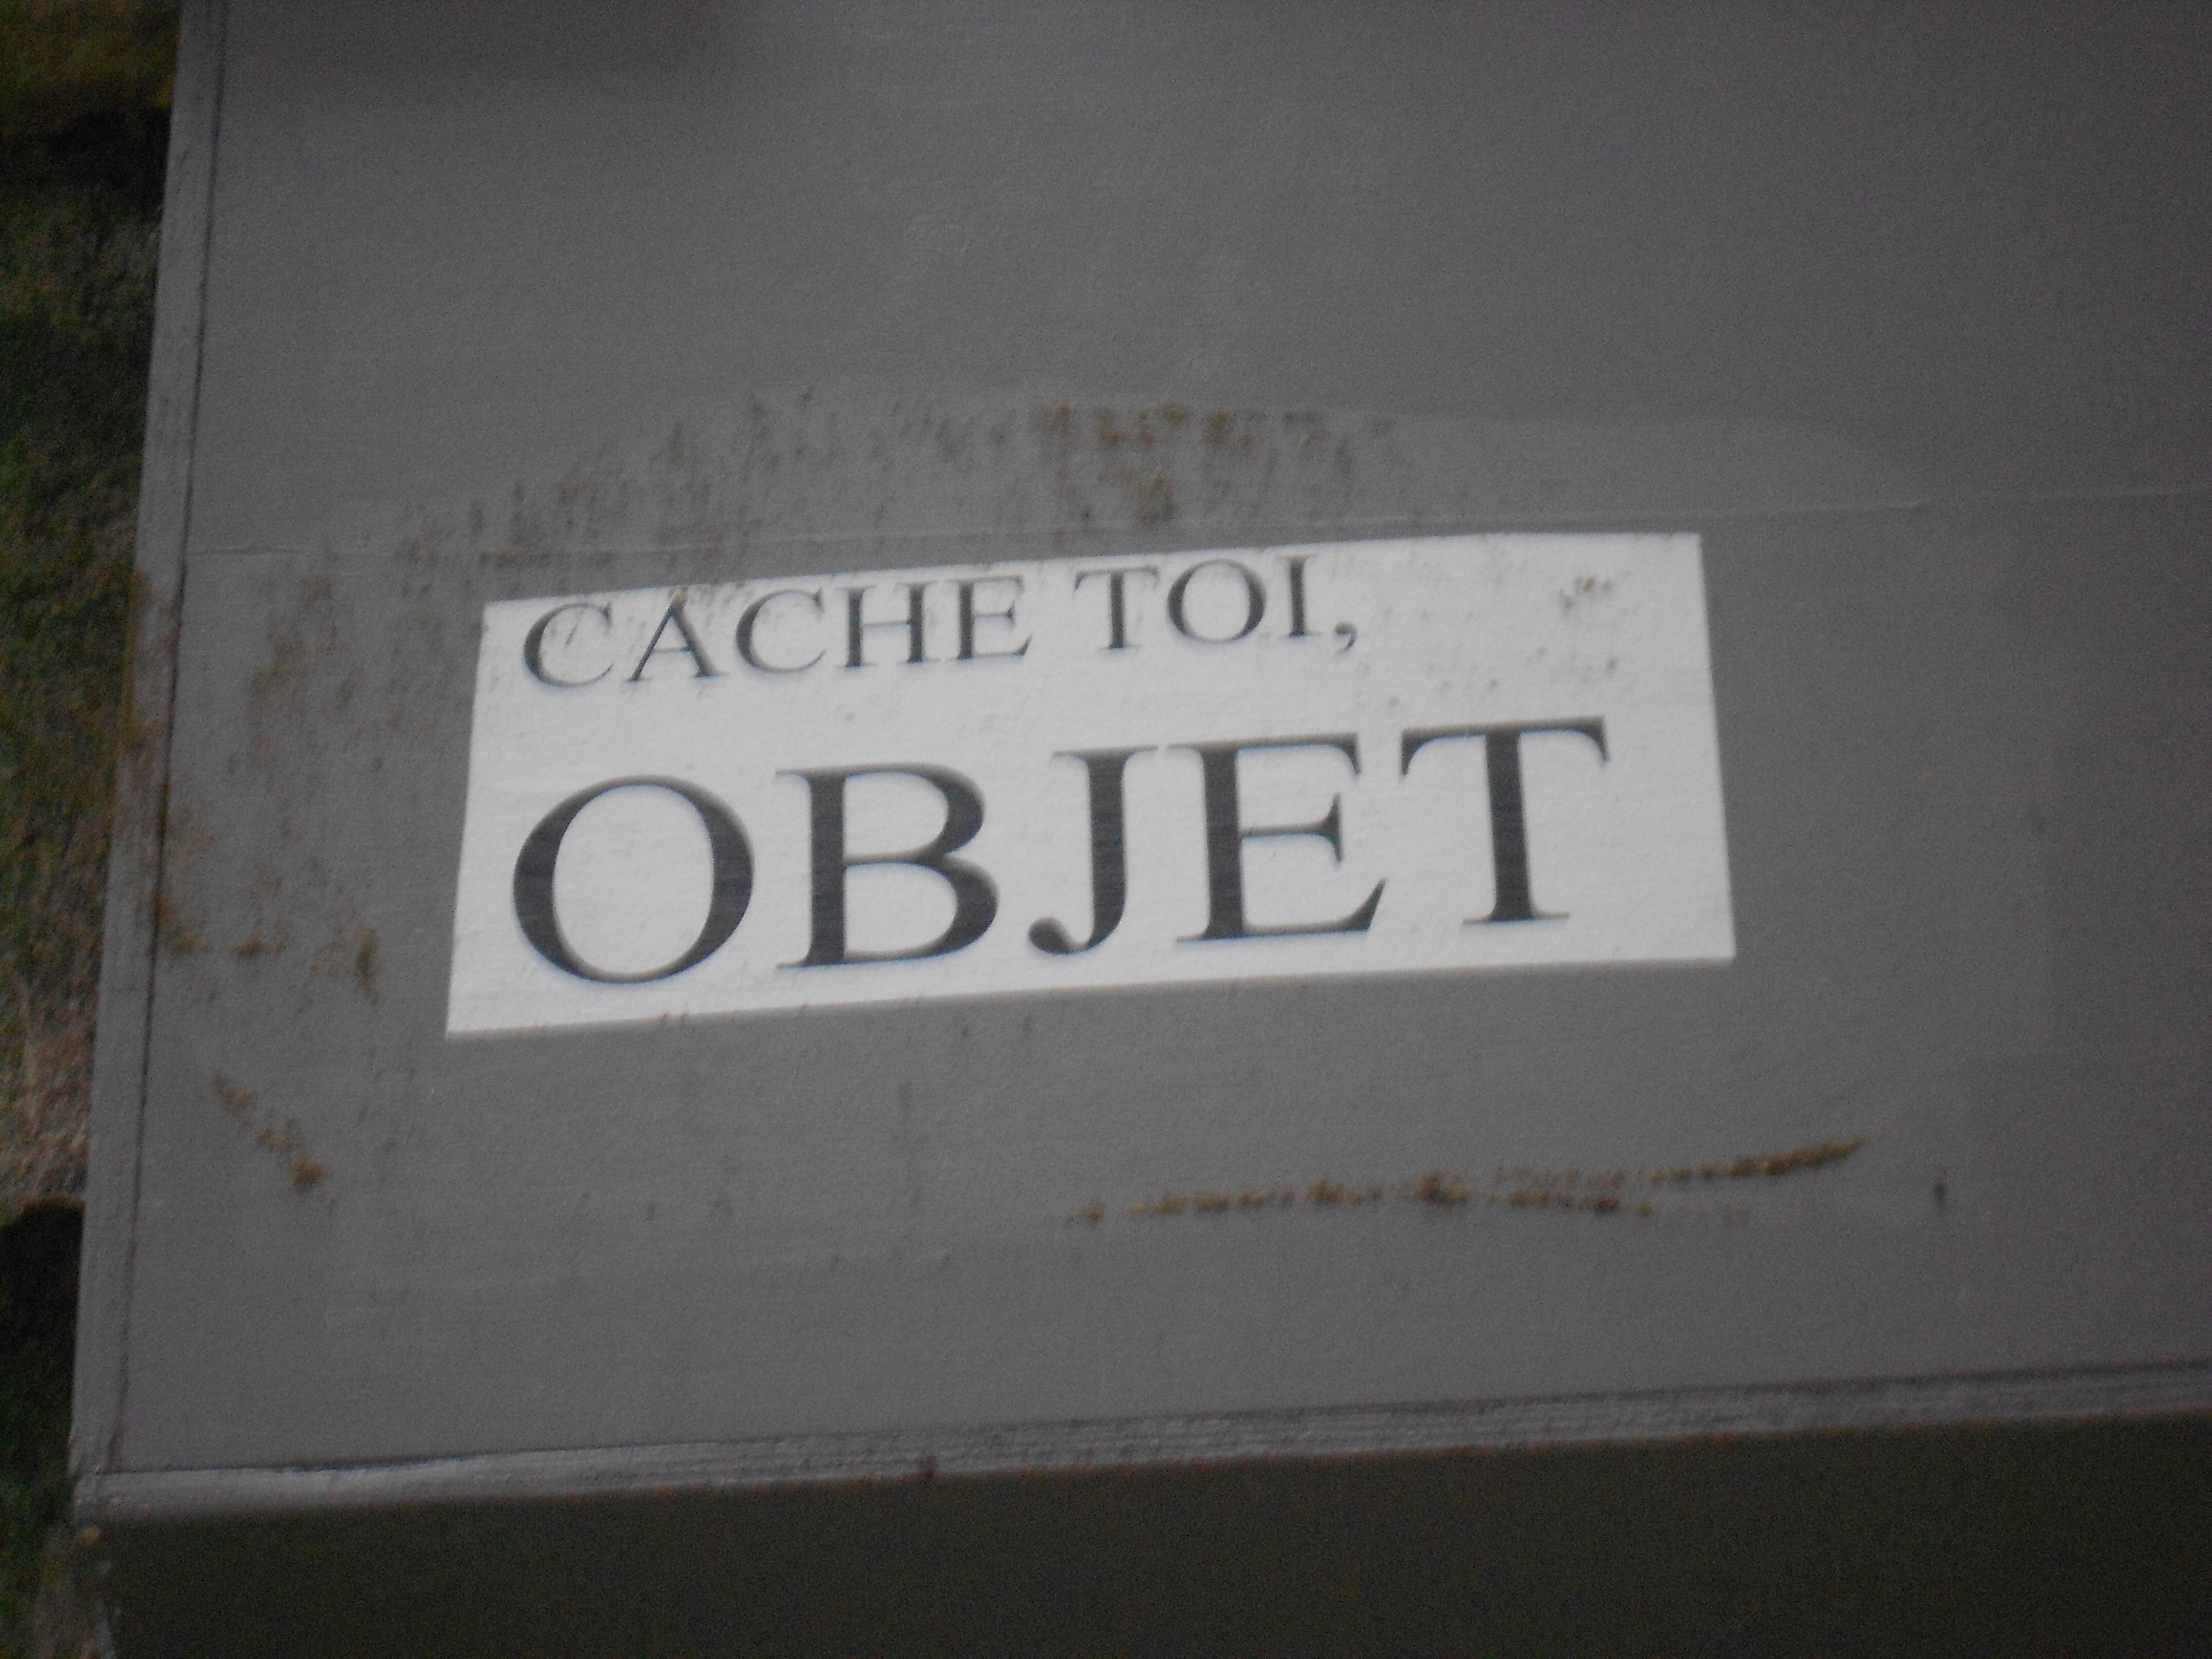 CACHE TOI,
OBJET